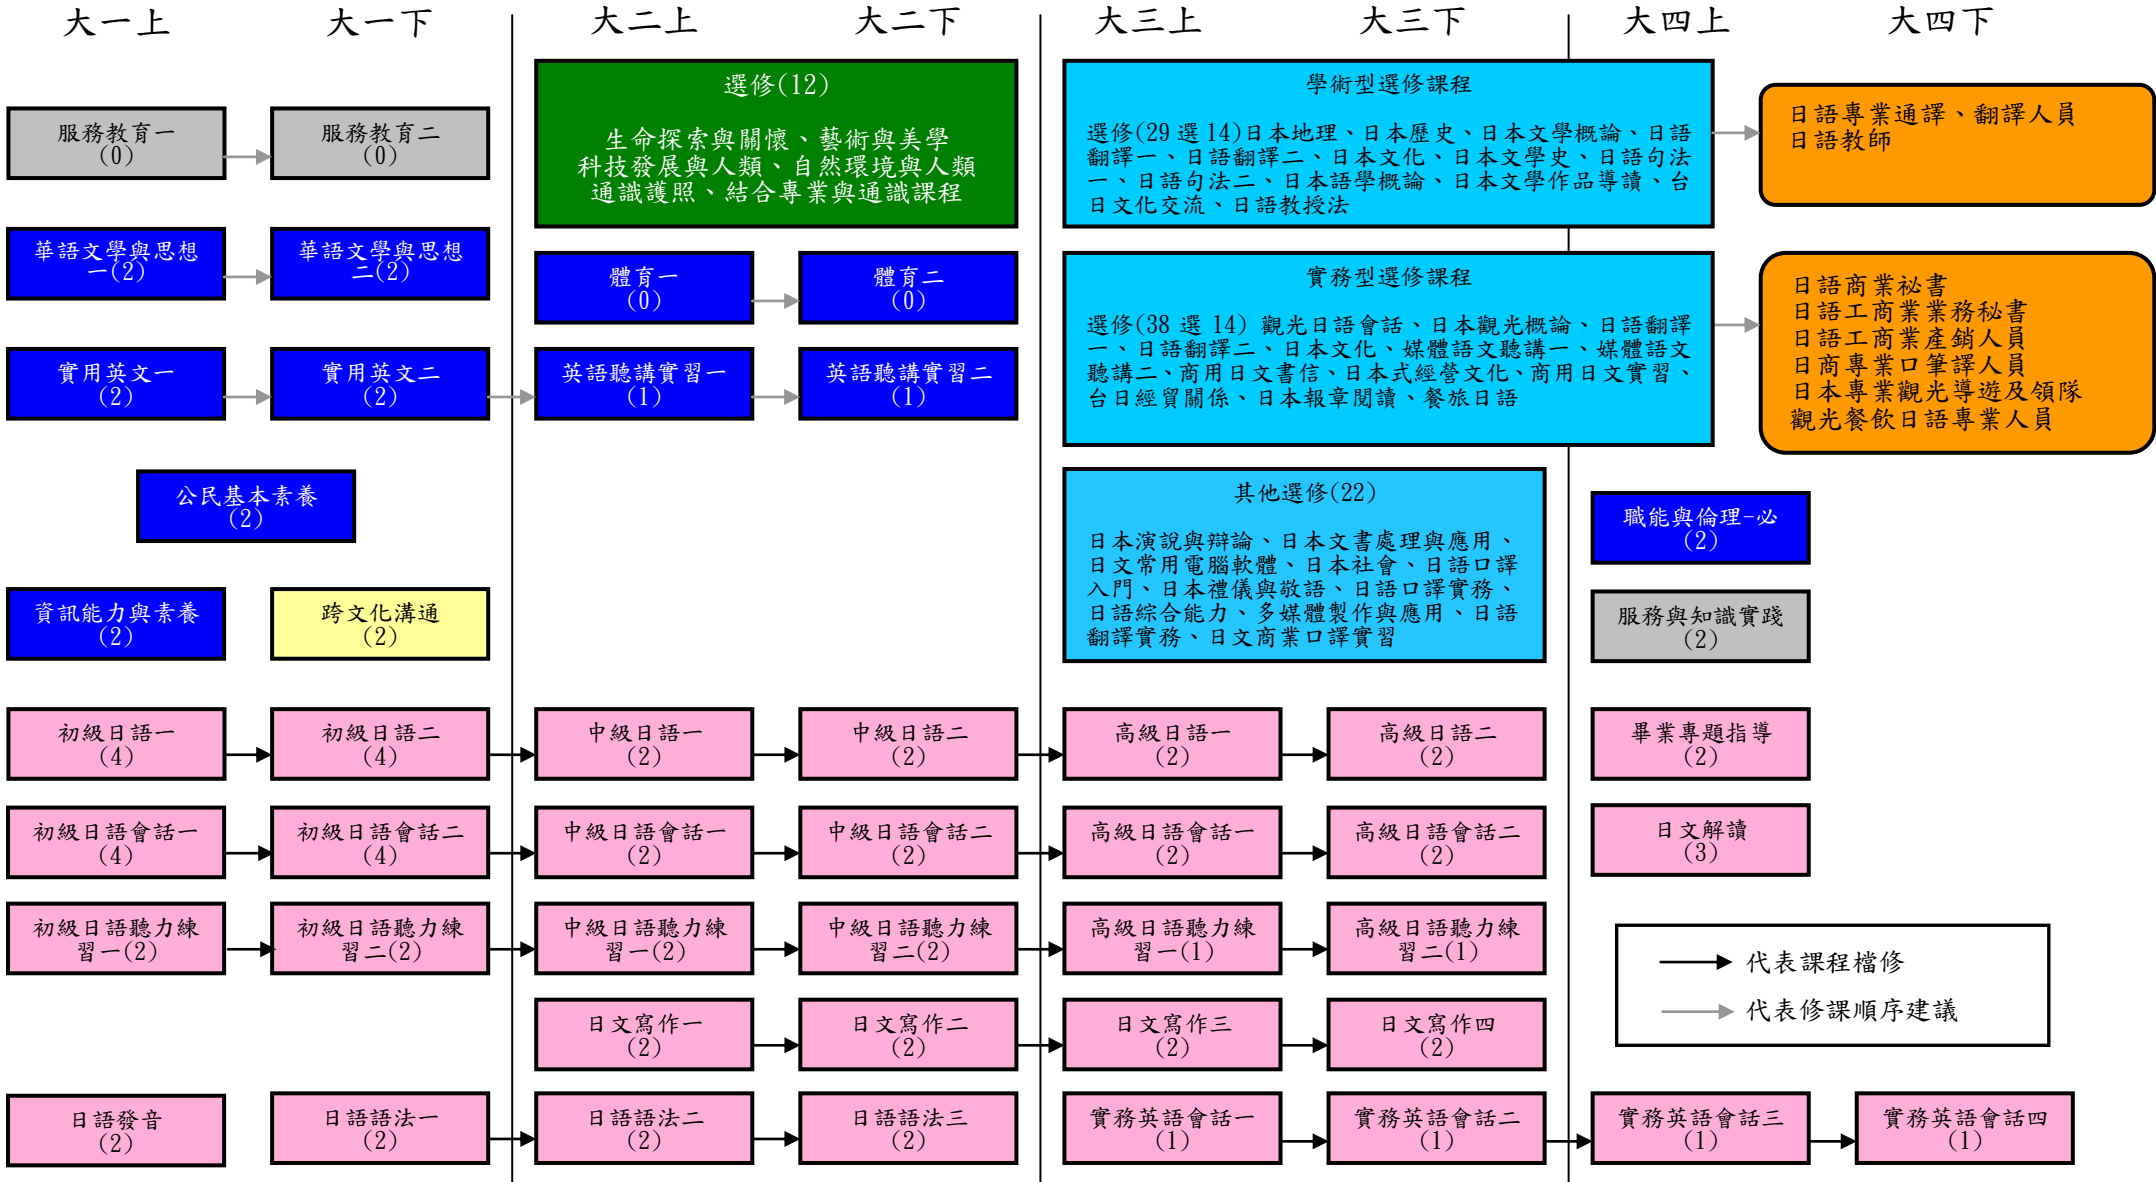 大一上
大一下
大二上
大二下
大三上
大三下
大四上
大四下
服務教育一
(0)
服務教育二
(0)
選修(12)
生命探索與關懷、藝術與美學
科技發展與人類、自然環境與人類
通識護照、結合專業與通識課程
學術型選修課程
選修(29 選 14)日本地理、日本歷史、日本文學概論、日語
翻譯一、日語翻譯二、日本文化、日本文學史、日語句法
一、日語句法二、日本語學概論、日本文學作品導讀、台
日文化交流、日語教授法
日語專業通譯、翻譯人員
日語教師
華語文學與思想
一(2)
華語文學與思想
二(2)
體育一
(0)
體育二
(0)
實務型選修課程
選修(38 選 14) 觀光日語會話、日本觀光概論、日語翻譯
一、日語翻譯二、日本文化、媒體語文聽講一、媒體語文
聽講二、商用日文書信、日本式經營文化、商用日文實習、
台日經貿關係、日本報章閱讀、餐旅日語
日語商業祕書
日語工商業業務秘書
日語工商業產銷人員
日商專業口筆譯人員
日本專業觀光導遊及領隊
觀光餐飲日語專業人員
實用英文一
(2)
實用英文二
(2)
英語聽講實習一
(1)
英語聽講實習二
(1)
公民基本素養
(2)
其他選修(22)
日本演說與辯論、日本文書處理與應用、
日文常用電腦軟體、日本社會、日語口譯
入門、日本禮儀與敬語、日語口譯實務、
日語綜合能力、多媒體製作與應用、日語
翻譯實務、日文商業口譯實習
職能與倫理-必
(2)
資訊能力與素養
(2)
跨文化溝通
(2)
服務與知識實踐
(2)
初級日語一
(4)
初級日語二
(4)
中級日語一
(2)
中級日語二
(2)
高級日語一
(2)
高級日語二
(2)
畢業專題指導
(2)
初級日語會話一
(4)
初級日語會話二
(4)
中級日語會話一
(2)
中級日語會話二
(2)
高級日語會話一
(2)
高級日語會話二
(2)
日文解讀
(3)
初級日語聽力練
習一(2)
初級日語聽力練
習二(2)
中級日語聽力練
習一(2)
中級日語聽力練
習二(2)
高級日語聽力練
習一(1)
高級日語聽力練
習二(1)
代表課程檔修
代表修課順序建議
日文寫作一
(2)
日文寫作二
(2)
日文寫作三
(2)
日文寫作四
(2)
日語發音
(2)
日語語法一
(2)
日語語法二
(2)
日語語法三
(2)
實務英語會話一
(1)
實務英語會話二
(1)
實務英語會話三
(1)
實務英語會話四
(1)